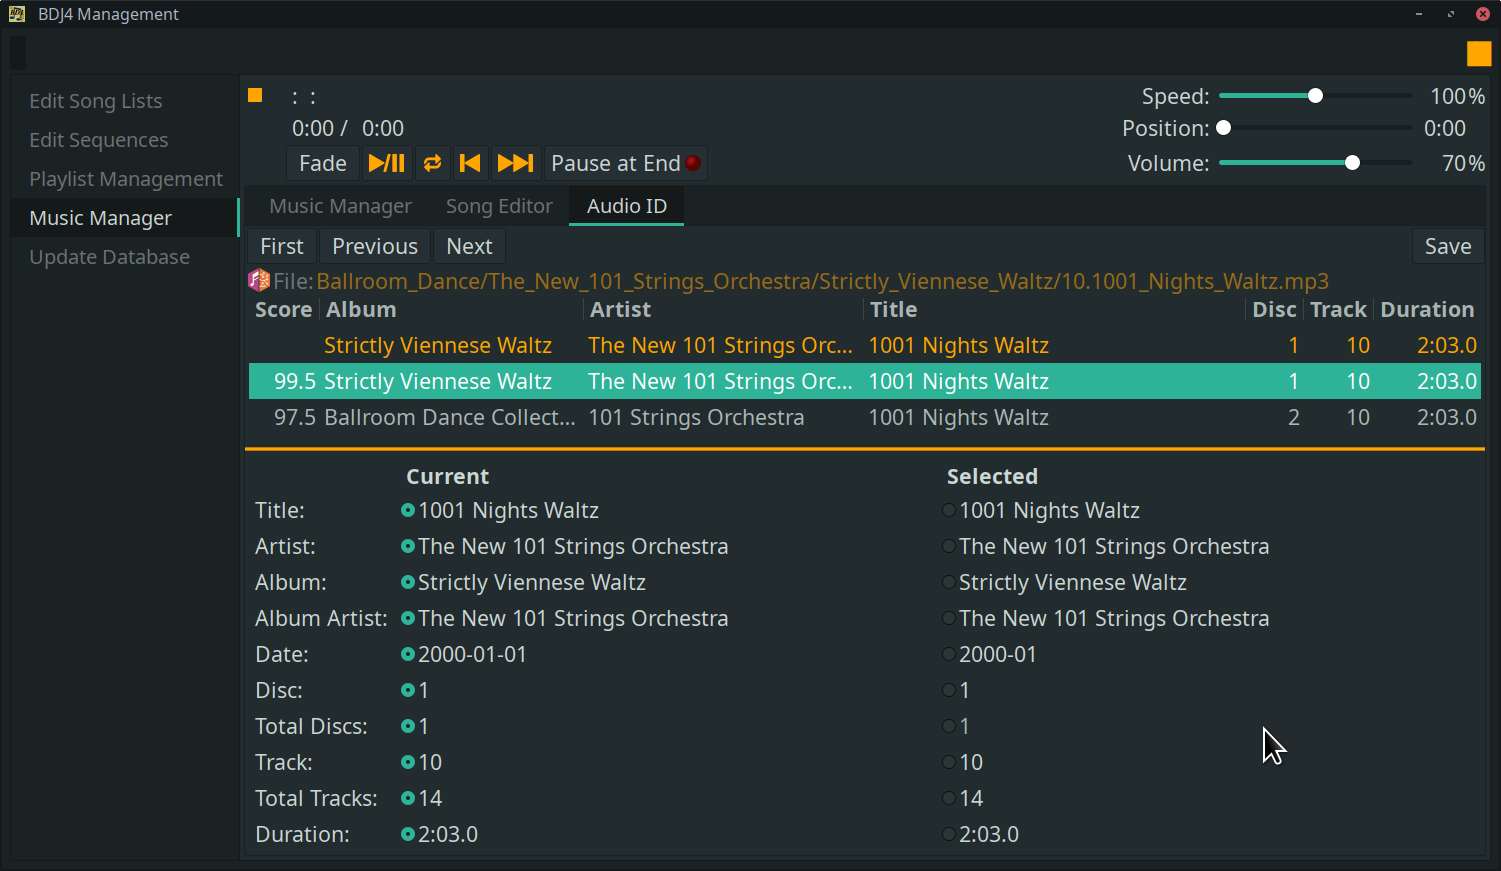 BDJ4 Management
Edit Song Lists
Edit Sequences
Playlist Management
Music Manager
Update Database
: :
0:00 / 0:00
Fade
Pause at End
Speed: 100%
Position: 0:00
Volume: 70%
Music Manager Song Editor Audio ID
First Previous Next Save
File: Ballroom_Dance/The_New_101_Strings_Orchestra/Strictly_Viennese_Waltz/10.1001_Nights_Waltz.mp3
Score Album Artist Title Disc Track Duration
Strictly Viennese Waltz The New 101 Strings Orc... 1001 Nights Waltz 1 10 2:03.0
99.5 Strictly Viennese Waltz The New 101 Strings Orc... 1001 Nights Waltz 1 10 2:03.0
97.5 Ballroom Dance Collect... 101 Strings Orchestra 1001 Nights Waltz 2 10 2:03.0
Current Selected
Title: 1001 Nights Waltz 1001 Nights Waltz
Artist: The New 101 Strings Orchestra The New 101 Strings Orchestra
Album: Strictly Viennese Waltz Strictly Viennese Waltz
Album Artist: The New 101 Strings Orchestra The New 101 Strings Orchestra
Date: 2000-01-01 2000-01
Disc: 1 1
Total Discs: 1 1
Track: 10 10
Total Tracks: 14 14
Duration: 2:03.0 2:03.0